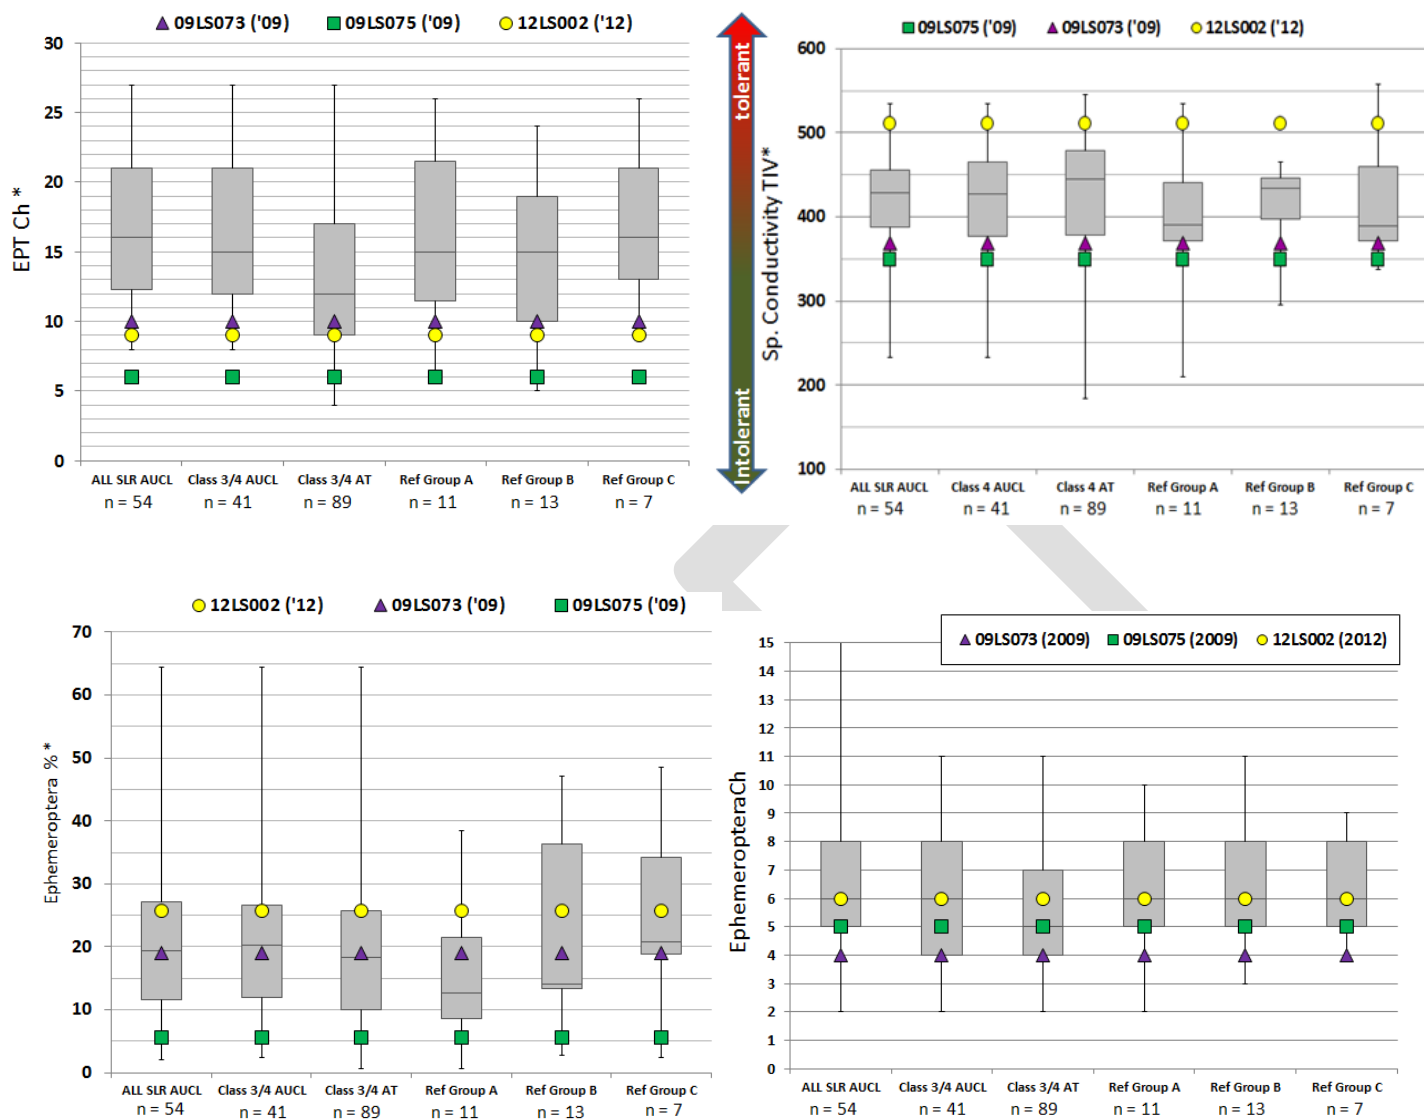 09LS073 ('09) 09LS075 ('09) 12LS002 ('12)
30
25
20
15
10
5
0
EPT Ch *
ALL SLR AUCL Class 3/4 AUCL Class 3/4 AT Ref Group A Ref Group B Ref Group C
n = 54 n = 41 n = 89 n = 11 n = 13 n = 7
tolerant
Intolerant
09LS075 ('09) 09LS073 ('09) 12LS002 ('12)
600
500
400
300
200
100
Sp. Conductivity TIV*
ALL SLR AUCL Class 4 AUCL Class 4 AT Ref Group A Ref Group B Ref Group C
n = 54 n = 41 n = 89 n = 11 n = 13 n = 7
12LS002 ('12) 09LS073 ('09) 09LS075 ('09)
70
60
50
40
30
20
10
0
Ephemeroptera %*
ALL SLR AUCL Class 3/4 AUCL Class 3/4 AT Ref Group A Ref Group B Ref Group C
n = 54 n = 41 n = 89 n = 11 n = 13 n = 7
09LS073 (2009) 09LS075 (2009) 12LS002 (2012)
15
14
13
12
11
10
9
8
7
6
5
4
3
2
1
0
EphemeropteraCh
ALL SLR AUCL Class 3/4 AUCL Class 3/4 AT Ref Group A Ref Group B Ref Group C
n = 54 n = 41 n = 89 n = 11 n = 13 n = 7